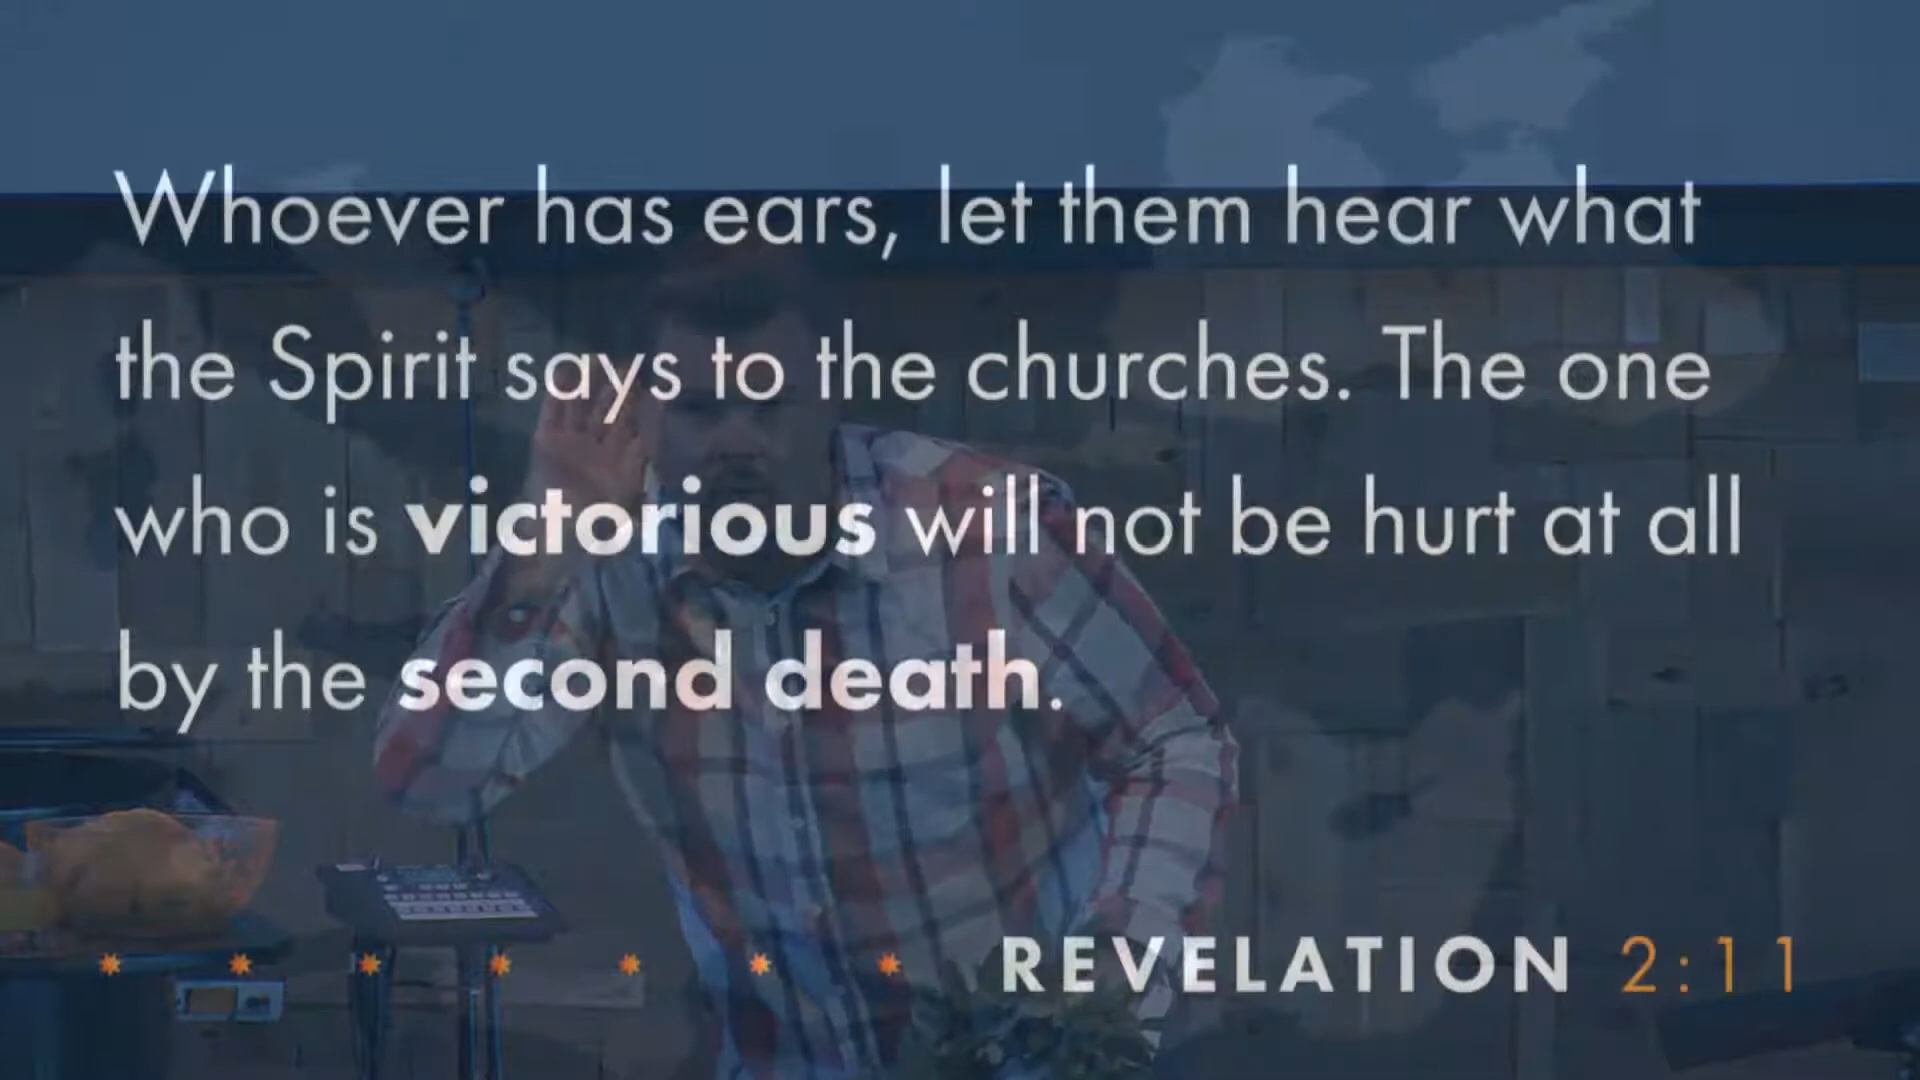 Whoever has ears, let them hear what
the Spirit says to the churches. The one
who is victorious will not be hurt at all
by the second death.
REVELATION 2:11